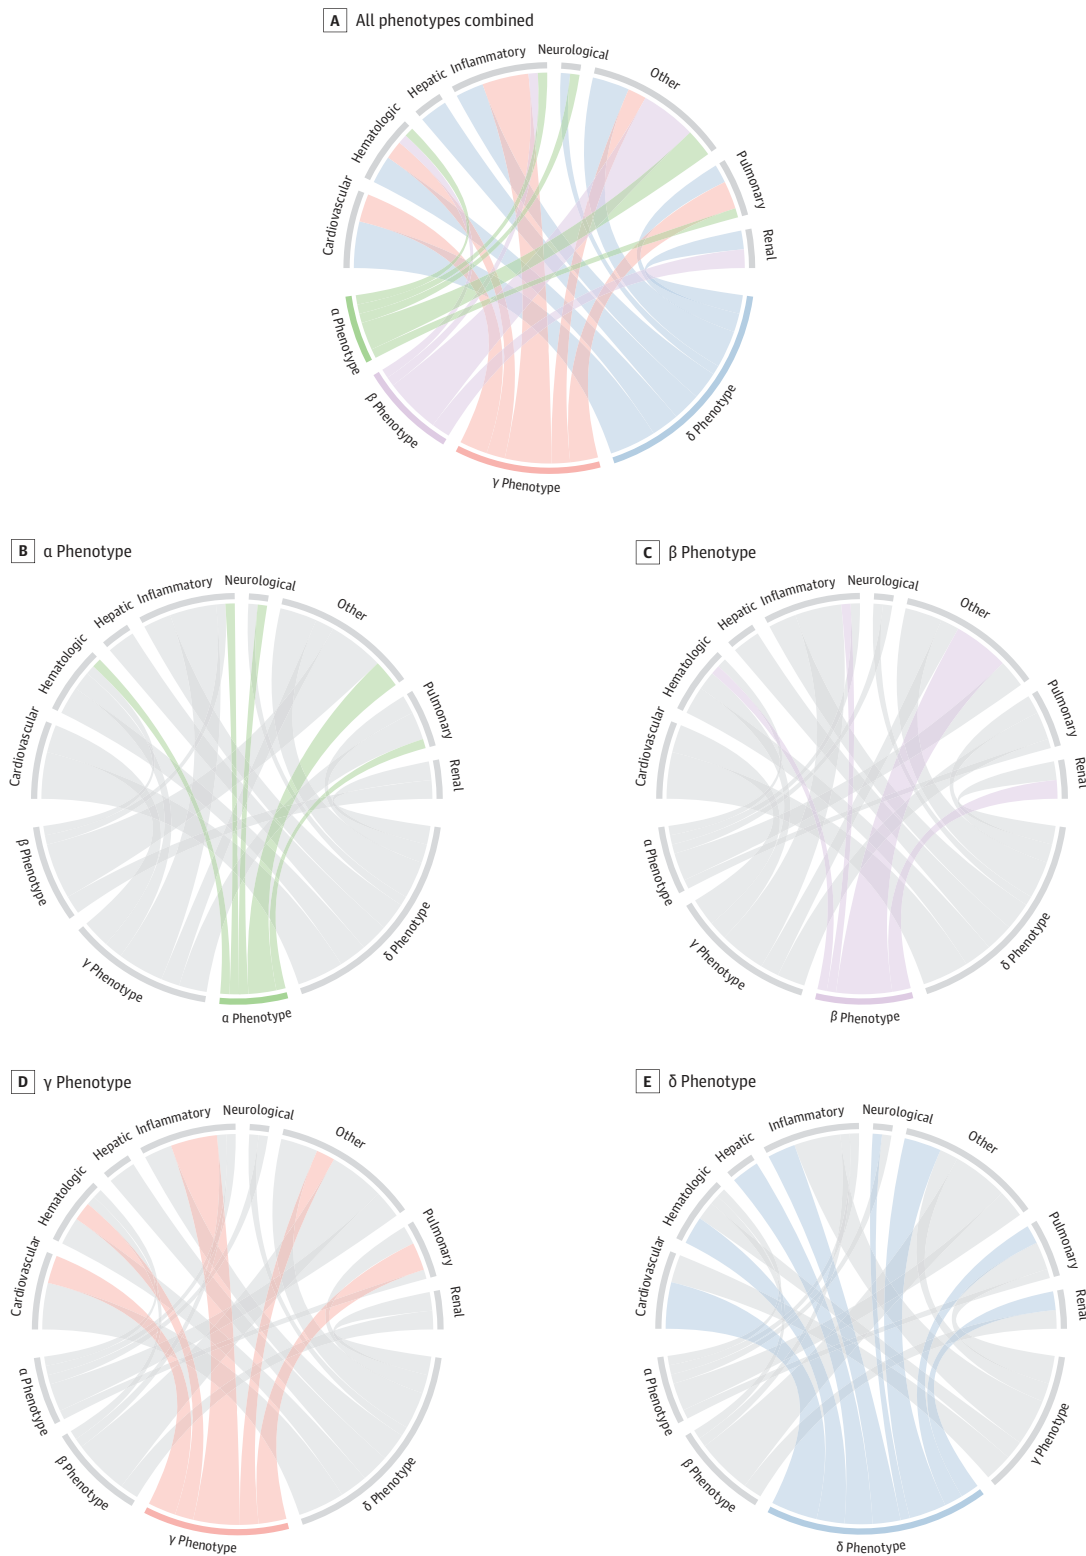 A All phenotypes combined
Cardiovascular
Hematologic
Hepatic
Inflammatory
Neurological
Other
Pulmonary
Renal
α Phenotype
β Phenotype
γ Phenotype
δ Phenotype
B α Phenotype
Cardiovascular
Hematologic
Hepatic
Inflammatory
Neurological
Other
Pulmonary
Renal
β Phenotype
γ Phenotype
α Phenotype
δ Phenotype
C β Phenotype
Cardiovascular
Hematologic
Hepatic
Inflammatory
Neurological
Other
Pulmonary
Renal
α Phenotype
γ Phenotype
β Phenotype
δ Phenotype
D γ Phenotype
Cardiovascular
Hematologic
Hepatic
Inflammatory
Neurological
Other
Pulmonary
Renal
α Phenotype
β Phenotype
γ Phenotype
δ Phenotype
E δ Phenotype
Cardiovascular
Hematologic
Hepatic
Inflammatory
Neurological
Other
Pulmonary
Renal
α Phenotype
β Phenotype
δ Phenotype
γ Phenotype